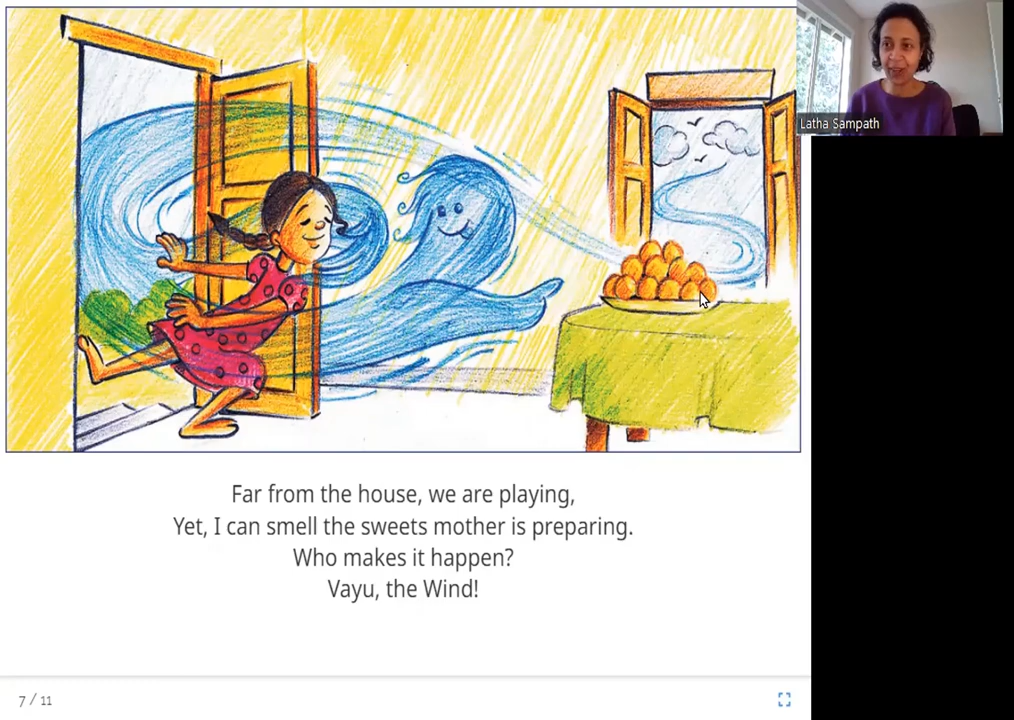 Latha Sampath
Far from the house, we are playing,
Yet, I can smell the sweets mother is preparing.
Who makes it happen?
Vayu, the Wind!
7 / 11